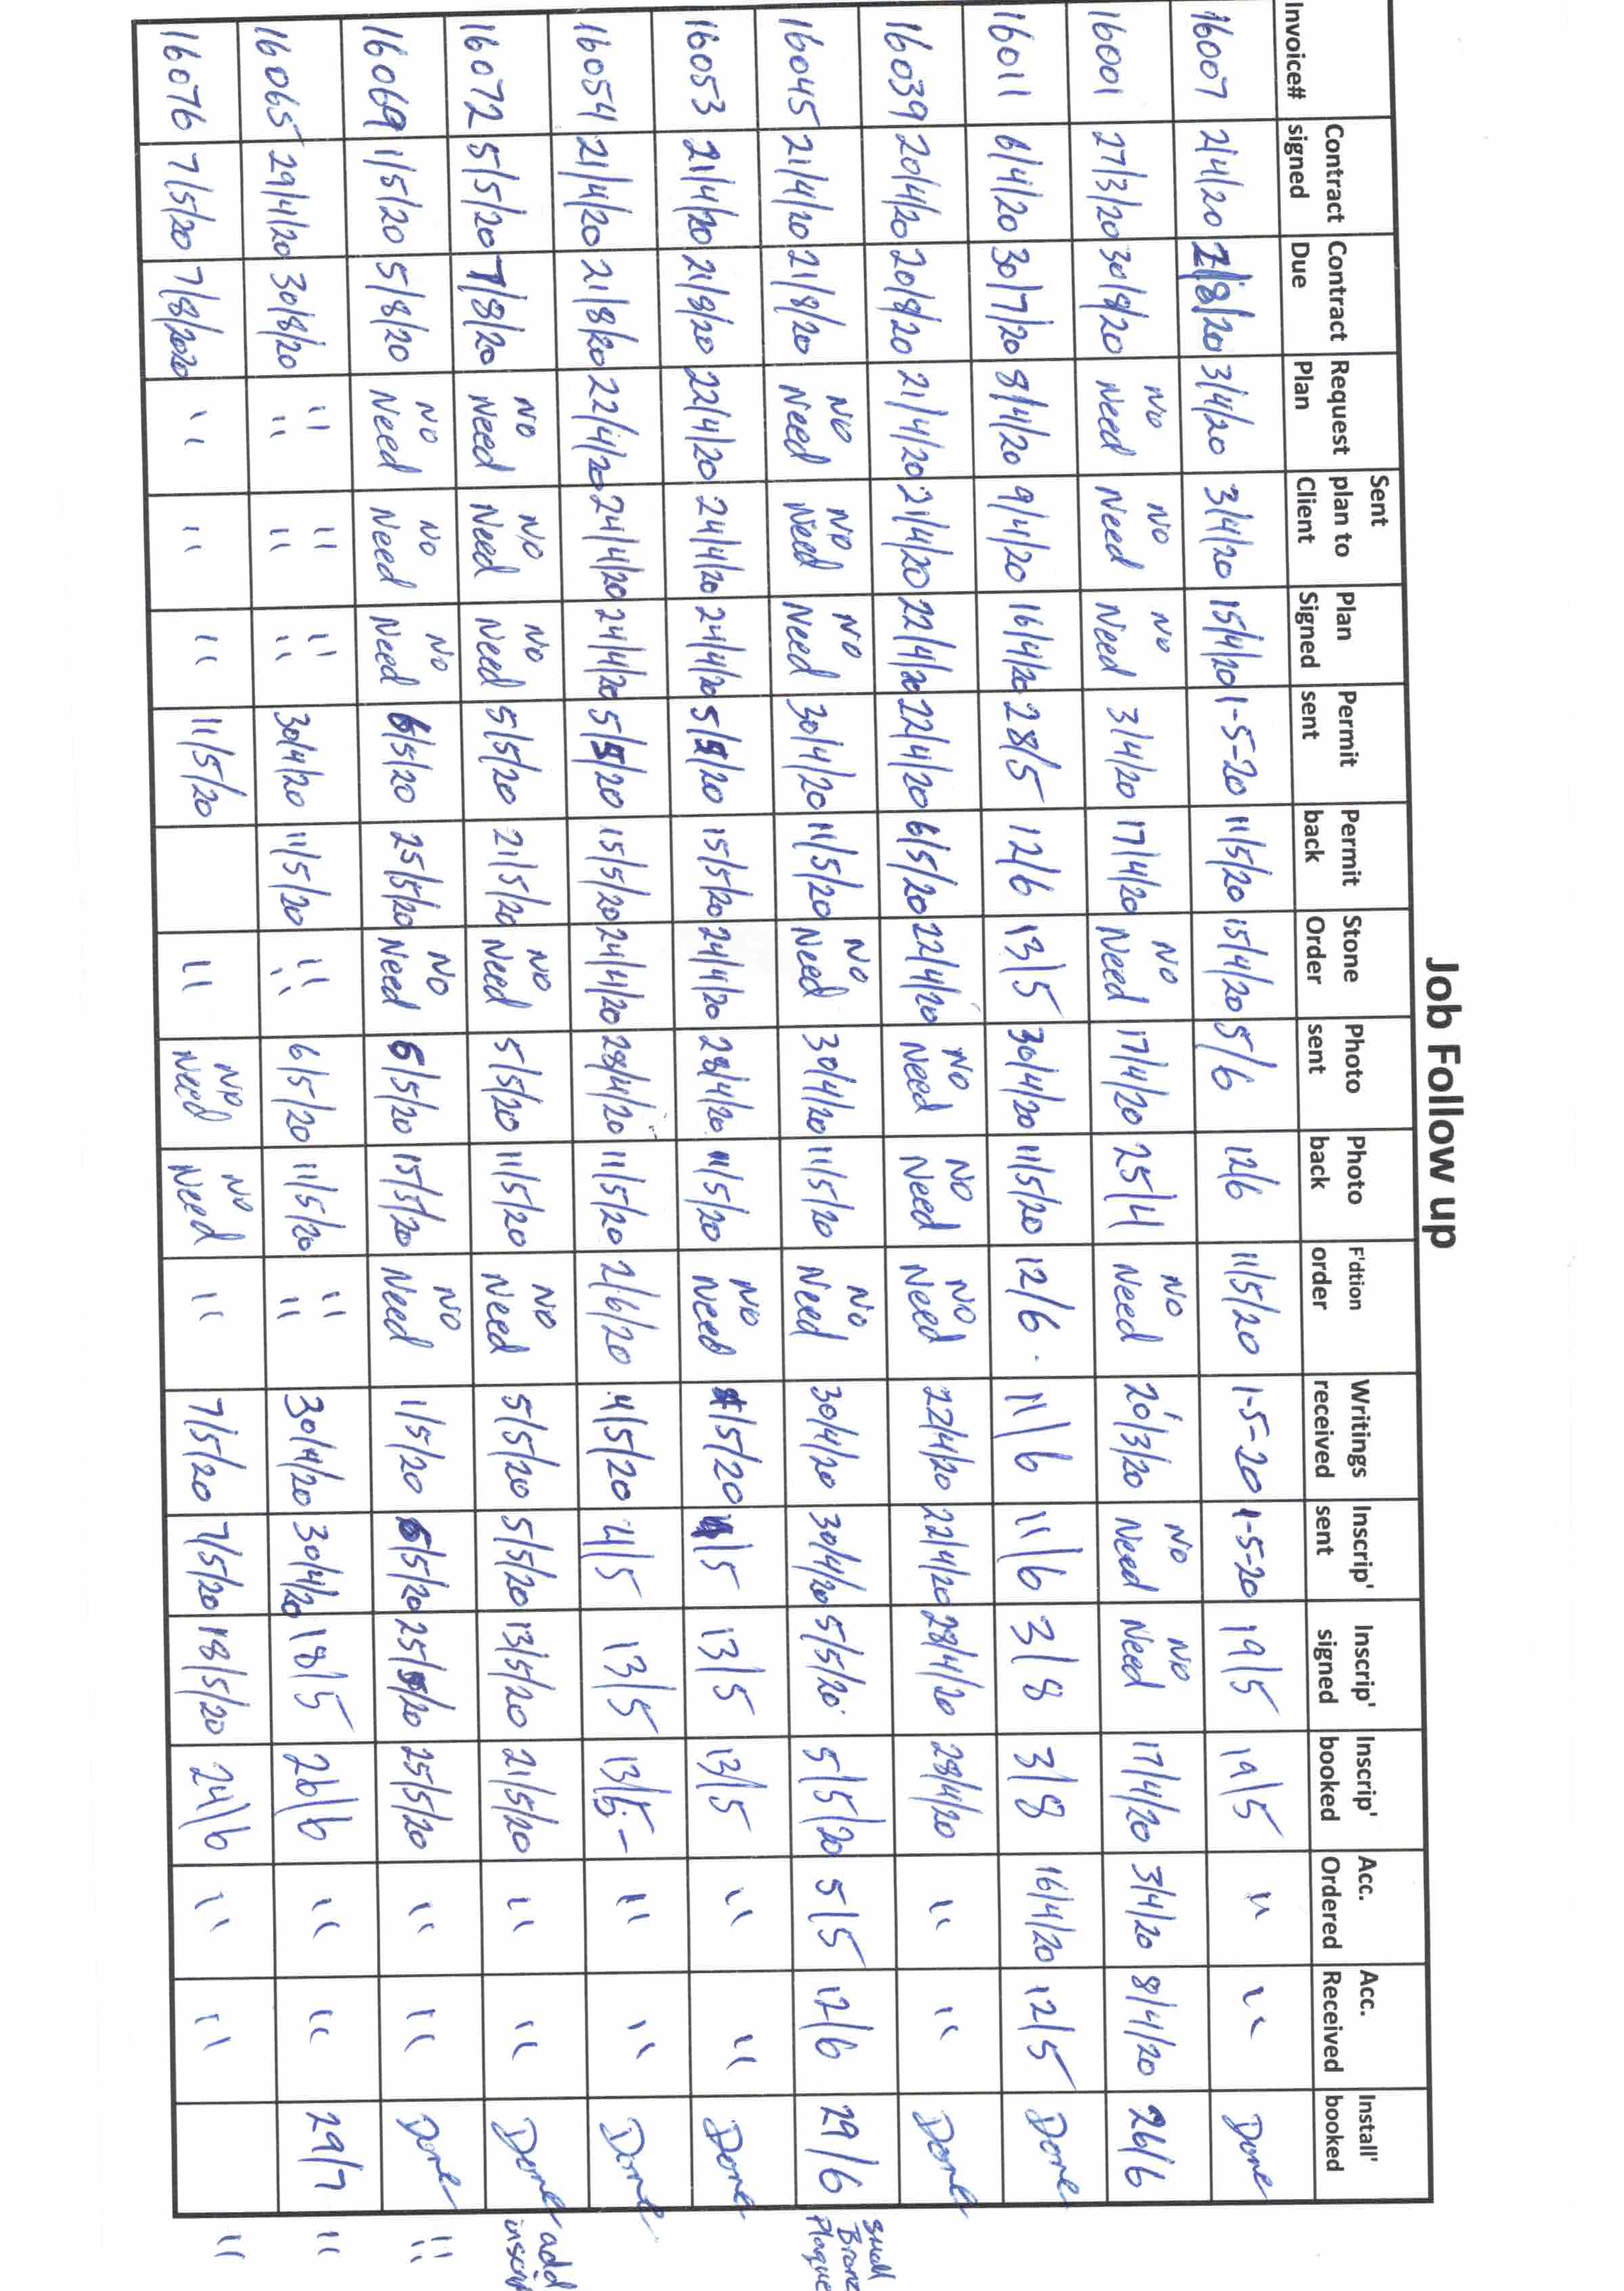 Job Follow up
Invoice# | Contract signed | Contract Due | Request Plan | Sent plan to Client | Plan Signed | Permit sent | Permit back | Stone Order | Photo sent | Photo back | F'dtion order | Writings received | Inscrip' sent | Inscrip' signed | Inscrip' booked | Acc. Ordered | Acc. Received | Install' booked
16007 | 2/4/20 | 2/8/20 | 3/4/20 | 3/4/20 | 15/4/20 | 1-5-20 | 11/5/20 | 15/4/20 | 5/6 | 12/6 | 11/5/20 | 1-5-20 | 1-5-20 | 19/5 | 19/5 | " | " | Done
16001 | 27/3/20 | 30/8/20 | No Need | No Need | No Need | 3/4/20 | 17/4/20 | No Need | 17/4/20 | 25/4 | No Need | 20/3/20 | No Need | No Need | 17/4/20 | 3/4/20 | 8/4/20 | 26/6
16011 | 6/4/20 | 30/7/20 | 8/4/20 | 9/4/20 | 16/4/20 | 28/5 | 12/6 | 13/5 | 30/4/20 | 11/5/20 | 12/6 | 11/6 | 11/6 | 3/8 | 3/8 | 16/4/20 | 12/5 | Done
16039 | 20/4/20 | 20/8/20 | 21/4/20 | 21/4/20 | 22/4/20 | 22/4/20 | 6/5/20 | 22/4/20 | No Need | No Need | No Need | 22/4/20 | 22/4/20 | 28/4/20 | 28/4/20 | " | " | Done
16045 | 21/4/20 | 21/8/20 | No Need | No Need | No Need | 30/4/20 | 11/5/20 | No Need | 30/4/20 | 11/5/20 | No Need | 30/4/20 | 30/4/20 | 5/5/20 | 5/5/20 | 5/5 | 12/6 | 29/6 | Small Bronz Plaque
16053 | 21/4/20 | 21/8/20 | 22/4/20 | 24/4/20 | 24/4/20 | 5/5/20 | 15/5/20 | 24/4/20 | 28/4/20 | 11/5/20 | No Need | 4/5/20 | 4/5 | 13/5 | 13/5 | " | " | Done
16054 | 21/4/20 | 21/8/20 | 22/4/20 | 24/4/20 | 24/4/20 | 5/5/20 | 15/5/20 | 24/4/20 | 28/4/20 | 11/5/20 | 2/6/20 | 4/5/20 | 4/5 | 13/5 | 13/5- | " | " | Done
16072 | 5/5/20 | 7/8/20 | No Need | No Need | No Need | 5/5/20 | 21/5/20 | No Need | 5/5/20 | 11/5/20 | No Need | 5/5/20 | 5/5/20 | 13/5/20 | 21/5/20 | " | " | Done | add inscrip
16069 | 1/5/20 | 5/8/20 | No Need | No Need | No Need | 6/5/20 | 25/5/20 | No Need | 6/5/20 | 15/5/20 | No Need | 1/5/20 | 6/5/20 | 25/5/20 | 25/5/20 | " | " | Done | " "
16065 | 29/4/20 | 30/8/20 | " " | " " | " " | 30/4/20 | 11/5/20 | " " | 6/5/20 | 11/5/20 | " " | 30/4/20 | 30/4/20 | 18/5 | 26/6 | " | " | 29/7 | "
16076 | 7/5/20 | 7/8/2020 | " | " | " | 11/5/20 | | " | No Need | No Need | " | 7/5/20 | 7/5/20 | 18/5/20 | 24/6 | " | " | | "